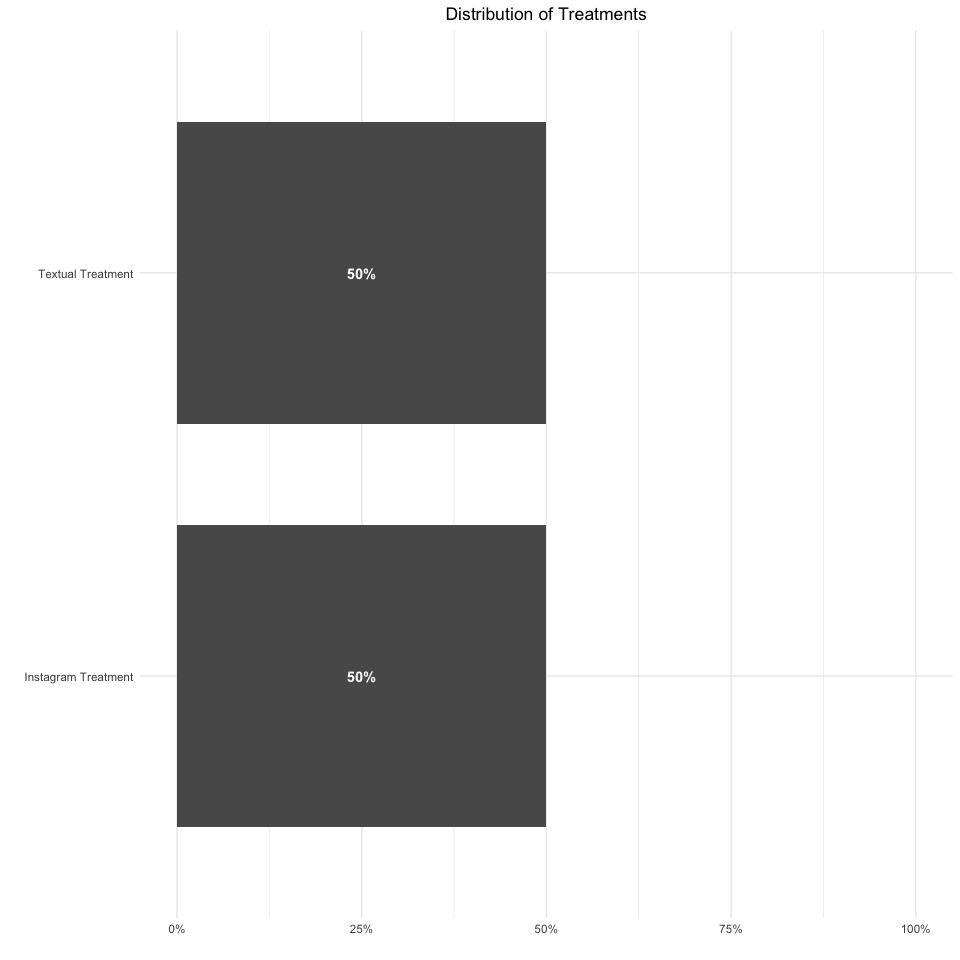 Distribution of Treatments
Textual Treatment
50%
Instagram Treatment
50%
0% 25% 50% 75% 100%